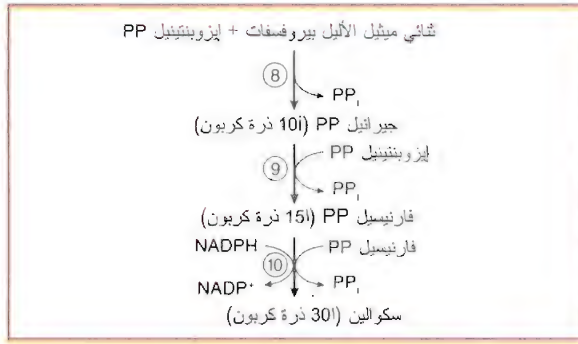 ثنائي ميثيل الأليل بيروفسفات + ايزوبنتينيل PP
8
PPi
جيرانيل PP (10 ذرة كربون)
إيزوبنتينيل PP
9
PPi
فارنيسيل PP (15 ذرة كربون)
NADPH
فارنيسيل PP
10
NADP+
PPi
سكوالين (30 ذرة كربون)